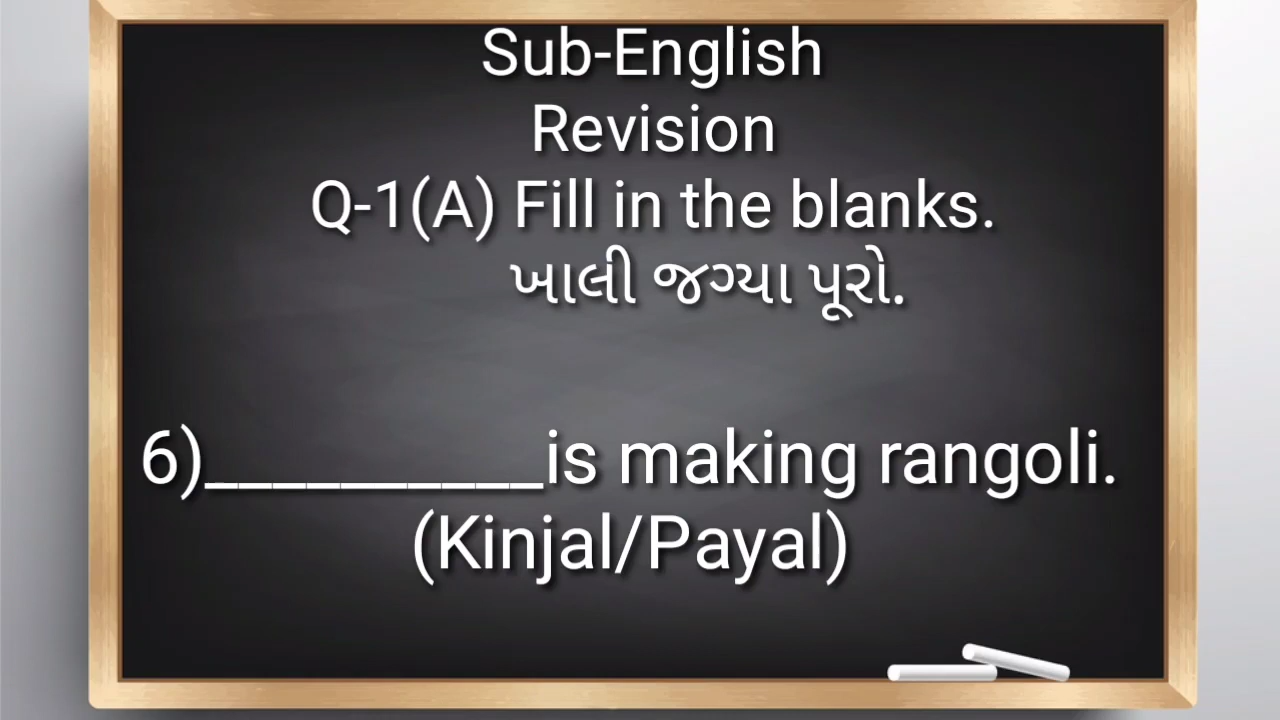 Sub-English
Revision
Q-1(A) Fill in the blanks.
ખાલી જગ્યા પૂરો.
6)__________is making rangoli.
(Kinjal/Payal)